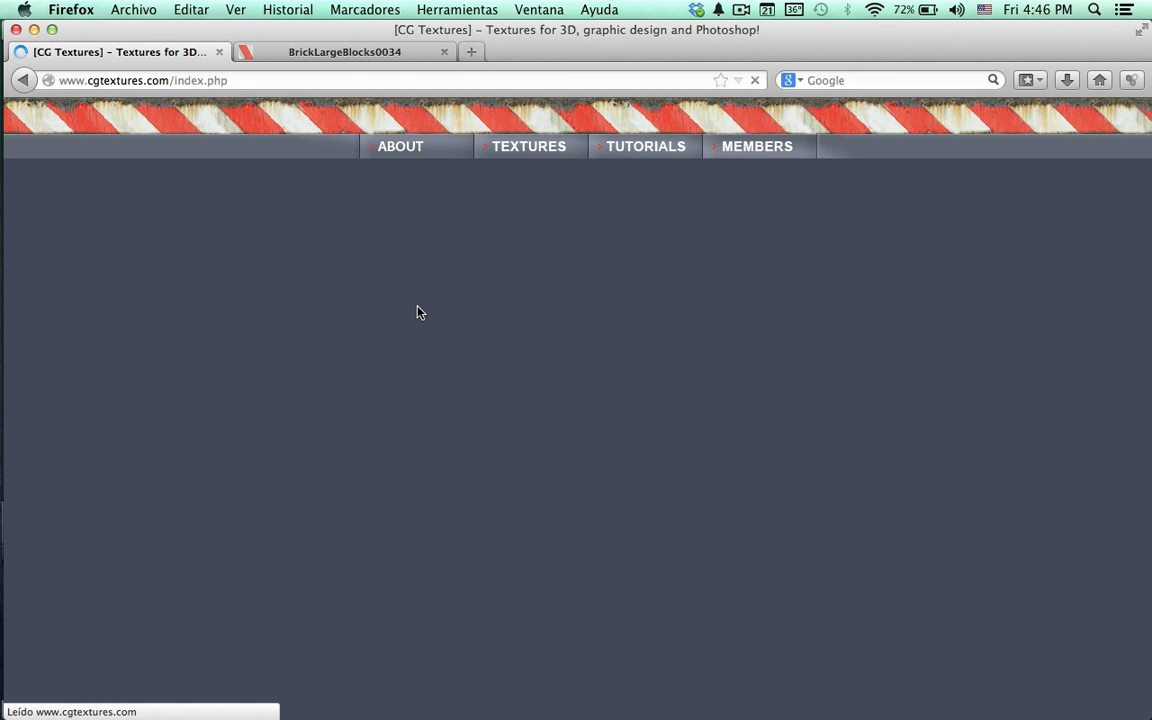 Firefox Archivo Editar Ver Historial Marcadores Herramientas Ventana Ayuda 21 36° 72% Fri 4:46 PM
[CG Textures] – Textures for 3D, graphic design and Photoshop!
[CG Textures] – Textures for 3D... BrickLargeBlocks0034
www.cgtextures.com/index.php Google
ABOUT TEXTURES TUTORIALS MEMBERS
Leído www.cgtextures.com